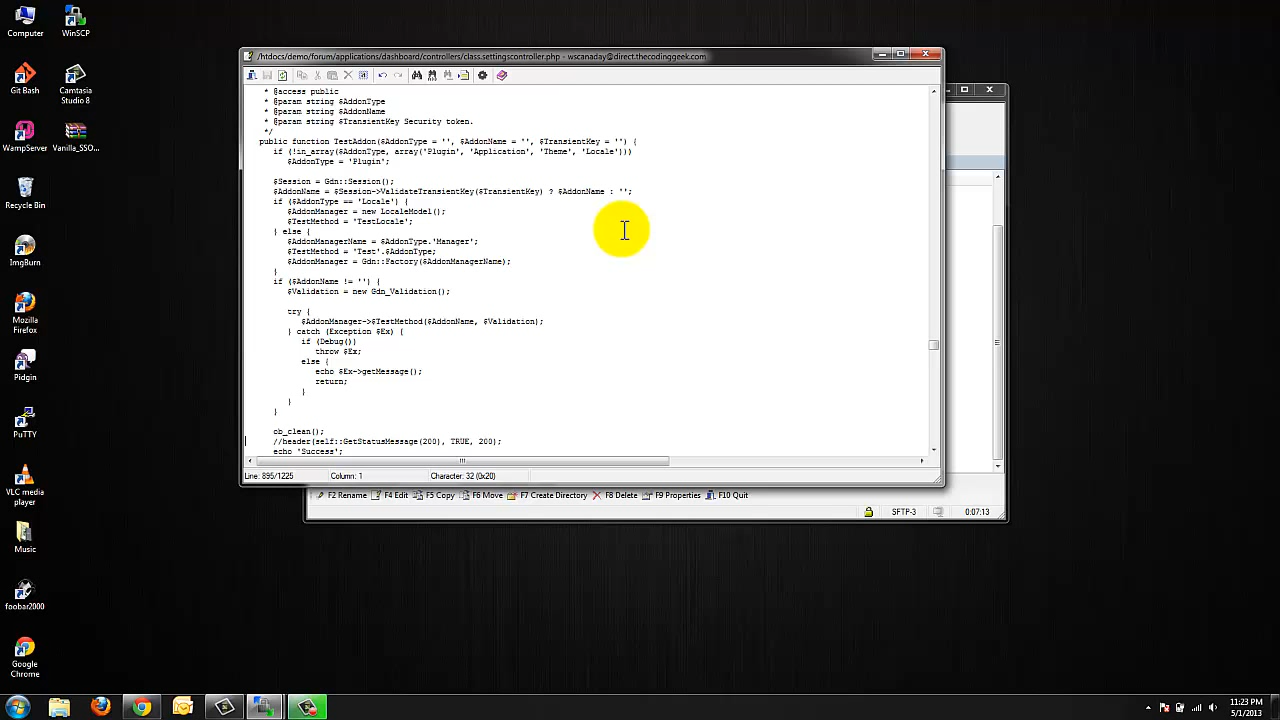 Computer
WinSCP
Git Bash
Camtasia
Studio 8
WampServer
Vanilla_SSO...
Recycle Bin
ImgBurn
Mozilla
Firefox
Pidgin
PuTTY
VLC media
player
Music
foobar2000
Google
Chrome
/htdocs/demo/forum/applications/dashboard/controllers/class.settingscontroller.php - wscanaday@direct.thecodinggeek.com
* @access public
* @param string $AddonType
* @param string $AddonName
* @param string $TransientKey Security token.
*/
public function TestAddon($AddonType = '', $AddonName = '', $TransientKey = '') {
if (!in_array($AddonType, array('Plugin', 'Application', 'Theme', 'Locale')))
$AddonType = 'Plugin';
$Session = Gdn::Session();
$AddonName = $Session->ValidateTransientKey($TransientKey) ? $AddonName : '';
if ($AddonType == 'Locale') {
$AddonManager = new LocaleModel();
$TestMethod = 'TestLocale';
} else {
$AddonManagerName = $AddonType.'Manager';
$TestMethod = 'Test'.$AddonType;
$AddonManager = Gdn::Factory($AddonManagerName);
}
if ($AddonName != '') {
$Validation = new Gdn_Validation();
try {
$AddonManager->$TestMethod($AddonName, $Validation);
} catch (Exception $Ex) {
if (Debug())
throw $Ex;
else {
echo $Ex->getMessage();
return;
}
}
}
ob_clean();
//header(self::GetStatusMessage(200), TRUE, 200);
echo 'Success';
Line: 895/1225 Column: 1 Character: 32 (0x20)
F2 Rename F4 Edit F5 Copy F6 Move F7 Create Directory F8 Delete F9 Properties F10 Quit
SFTP-3 0:07:13
11:23 PM
5/1/2013